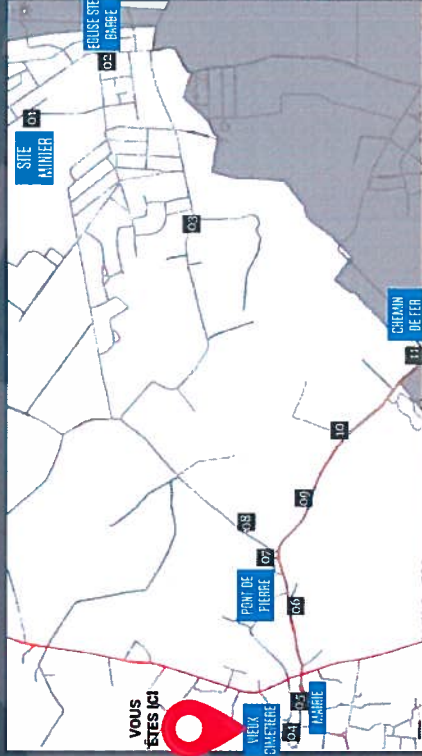 EGLISE STE
BARBE
02
01
SITE
MINIER
03
CHEMIN
DE FER
11
10
09
08
07
PONT DE
PIERRE
06
VOUS
ÊTES ICI
VIEUX
CIMETIÈRE
05
MAIRIE
04